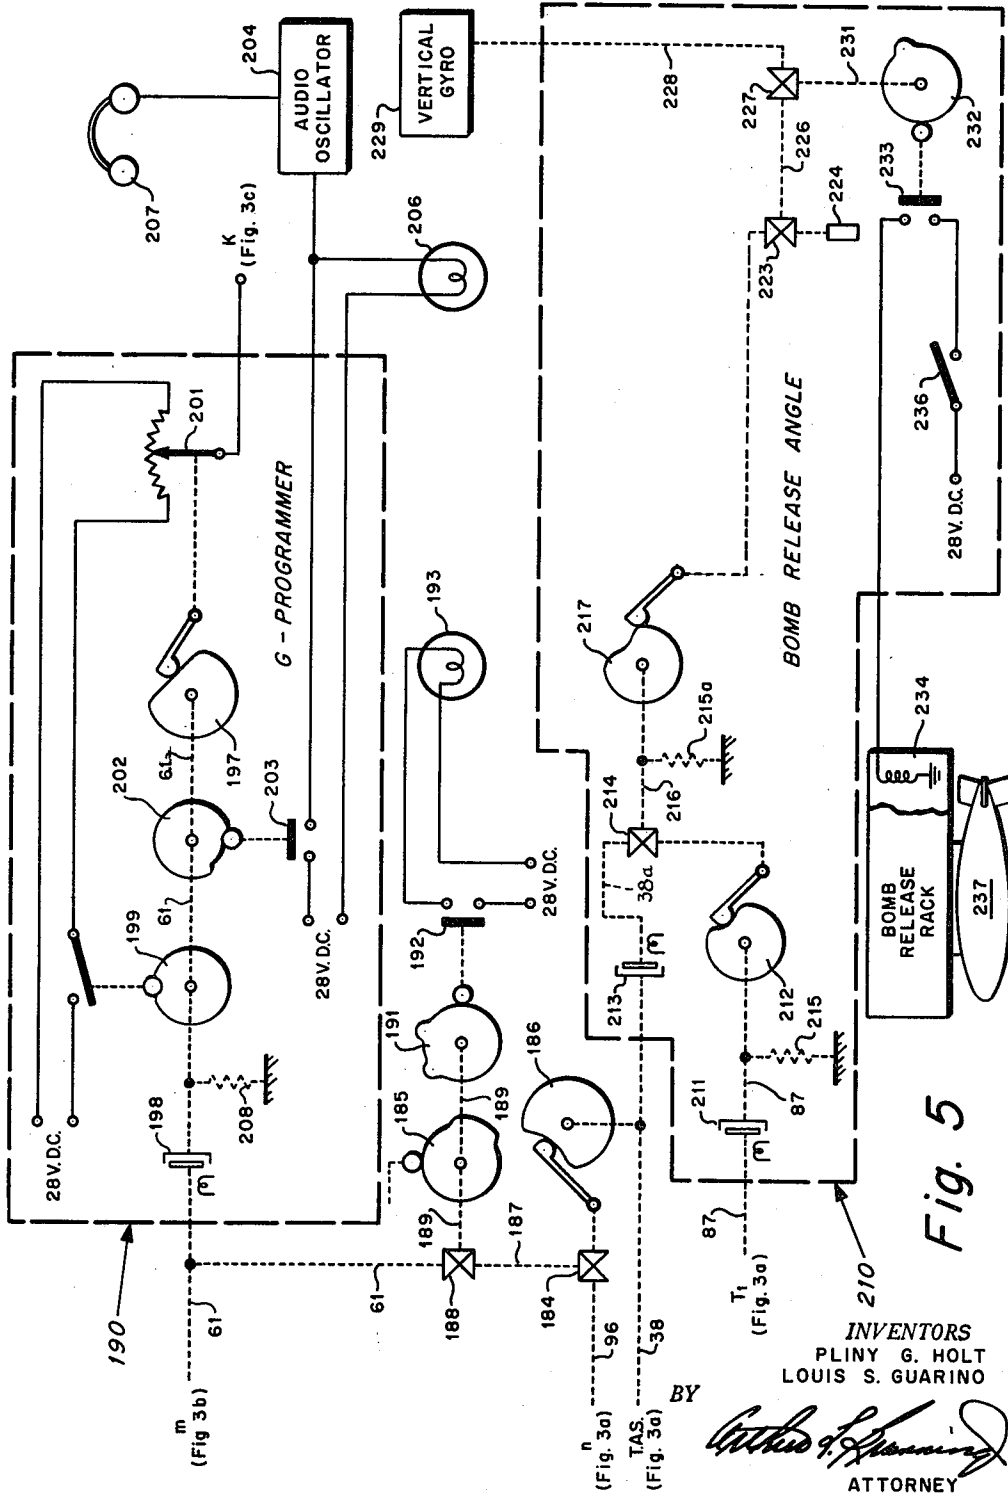 190
61
m
(Fig 3b)
61
198
208
28V. D.C.
199
61
202
203
61
197
28 V. D.C.
G - PROGRAMMER
201
K
(Fig. 3c)
207
204
AUDIO
OSCILLATOR
206
193
192
28V. D.C.
191
185
189
189
188
187
186
184
96
n
(Fig. 3a)
38
T.A.S.
(Fig. 3a)
229
VERTICAL
GYRO
228
227
226
231
232
233
223
224
236
28V. D.C.
BOMB RELEASE ANGLE
217
215a
216
214
38a
213
212
215
211
87
87
T1
(Fig. 3a)
210
234
BOMB
RELEASE
RACK
237
Fig. 5
INVENTORS
PLINY G. HOLT
LOUIS S. GUARINO
BY
ATTORNEY